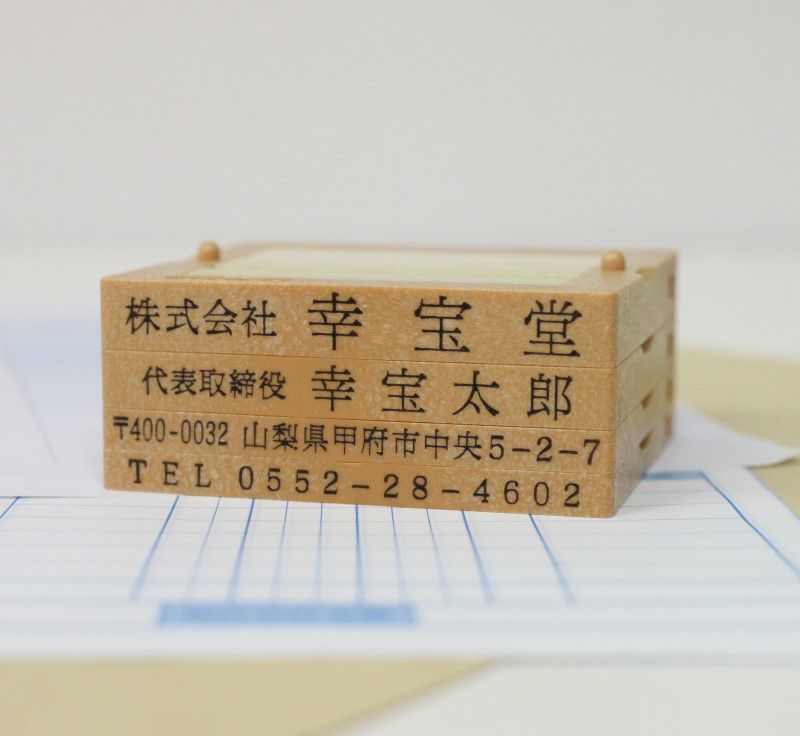 株式会社 幸宝堂
代表取締役 幸宝太郎
〒400-0032 山梨県甲府市中央5-2-7
TEL 0552-28-4602